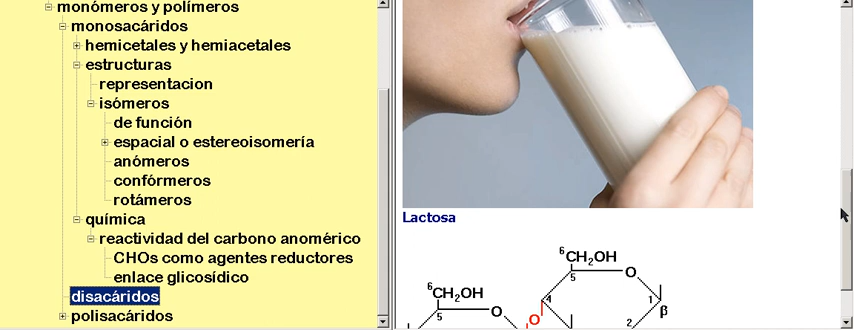 monómeros y polímeros
monosacáridos
hemicetales y hemiacetales
estructuras
representacion
isómeros
de función
espacial o estereoisomería
anómeros
confórmeros
rotámeros
química
reactividad del carbono anomérico
CHOs como agentes reductores
enlace glicosídico
disacáridos
polisacáridos
Lactosa
⁶CH₂OH
5
O
4
1
β
2
O
⁶CH₂OH
5
O